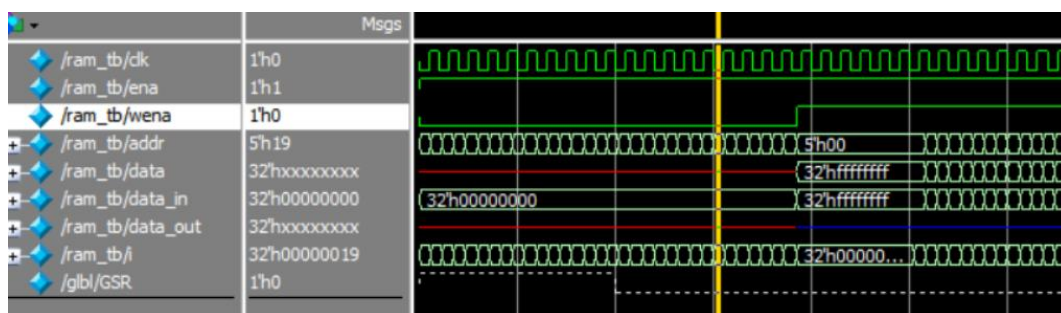 Msgs
/ram_tb/clk 1'h0
/ram_tb/ena 1'h1
/ram_tb/wena 1'h0
/ram_tb/addr 5'h19 5'h00
/ram_tb/data 32'hxxxxxxxx 32'hffffffff
/ram_tb/data_in 32'h00000000 32'h00000000 32'hffffffff
/ram_tb/data_out 32'hxxxxxxxx
/ram_tb/i 32'h00000019 32'h00000...
/glbl/GSR 1'h0